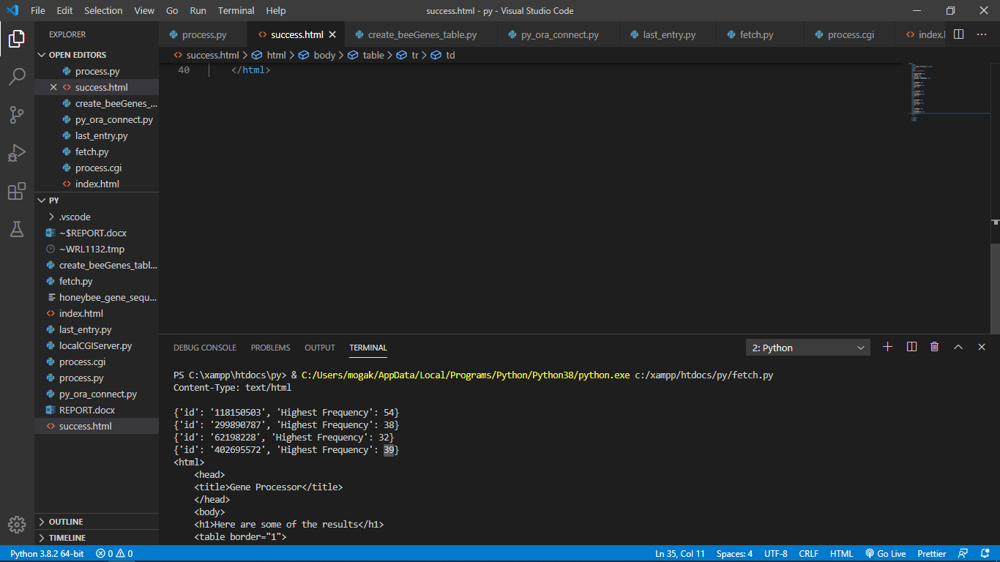 File Edit Selection View Go Run Terminal Help success.html - py - Visual Studio Code
EXPLORER
OPEN EDITORS
process.py
success.html
create_beeGenes_...
py_ora_connect.py
last_entry.py
fetch.py
process.cgi
index.html
PY
.vscode
~$REPORT.docx
~WRL1132.tmp
create_beeGenes_tabl...
fetch.py
honeybee_gene_sequ...
index.html
last_entry.py
localCGIServer.py
process.cgi
process.py
py_ora_connect.py
REPORT.docx
success.html
OUTLINE
TIMELINE
process.py success.html create_beeGenes_table.py py_ora_connect.py last_entry.py fetch.py process.cgi index.l
success.html > html > body > table > tr > td
40 </html>
DEBUG CONSOLE PROBLEMS OUTPUT TERMINAL 2: Python
PS C:\xampp\htdocs\py> & C:/Users/mogak/AppData/Local/Programs/Python/Python38/python.exe c:/xampp/htdocs/py/fetch.py
Content-Type: text/html
{'id': '118150503', 'Highest Frequency': 54}
{'id': '299890787', 'Highest Frequency': 38}
{'id': '62198228', 'Highest Frequency': 32}
{'id': '402695572', 'Highest Frequency': 39}
<html>
<head>
<title>Gene Processor</title>
</head>
<body>
<h1>Here are some of the results</h1>
<table border="1">
Python 3.8.2 64-bit 0 0 Ln 35, Col 11 Spaces: 4 UTF-8 CRLF HTML Go Live Prettier